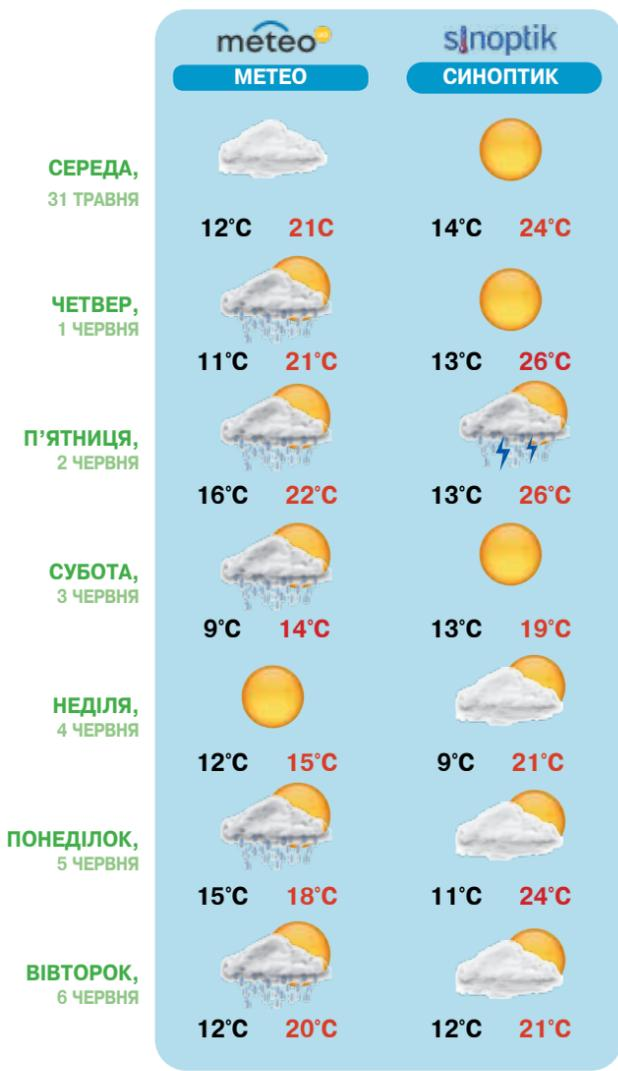 meteo sinoptik
МЕТЕО СИНОПТИК
СЕРЕДА,
31 ТРАВНЯ
12°C 21C 14°C 24°C
ЧЕТВЕР,
1 ЧЕРВНЯ
11°C 21°C 13°C 26°C
П’ЯТНИЦЯ,
2 ЧЕРВНЯ
16°C 22°C 13°C 26°C
СУБОТА,
3 ЧЕРВНЯ
9°C 14°C 13°C 19°C
НЕДІЛЯ,
4 ЧЕРВНЯ
12°C 15°C 9°C 21°C
ПОНЕДІЛОК,
5 ЧЕРВНЯ
15°C 18°C 11°C 24°C
ВІВТОРОК,
6 ЧЕРВНЯ
12°C 20°C 12°C 21°C